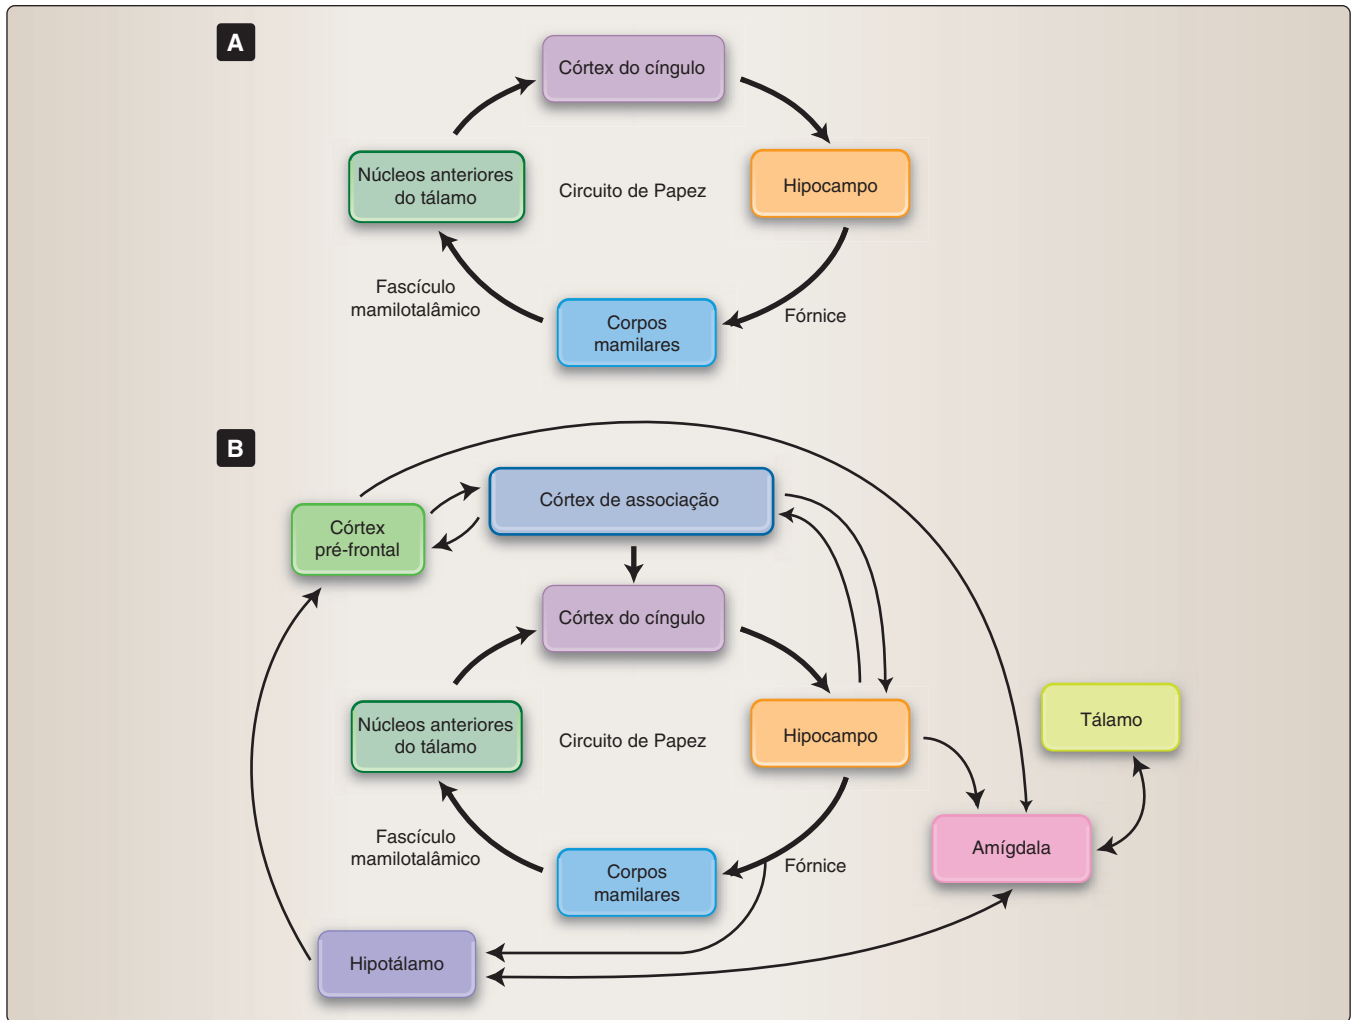 A
Córtex do cíngulo
Núcleos anteriores
do tálamo
Circuito de Papez
Hipocampo
Fascículo
mamilotalâmico
Corpos
mamilares
Fórnice
B
Córtex de associação
Córtex
pré-frontal
Córtex do cíngulo
Núcleos anteriores
do tálamo
Circuito de Papez
Hipocampo
Tálamo
Fascículo
mamilotalâmico
Corpos
mamilares
Fórnice
Amígdala
Hipotálamo